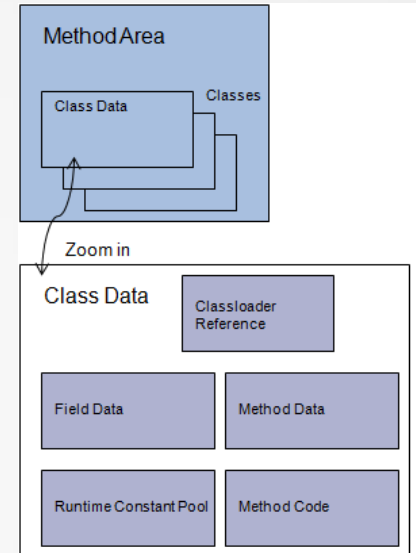 Method Area
Classes
Class Data
Zoom in
Class Data
Classloader
Reference
Field Data
Method Data
Runtime Constant Pool
Method Code